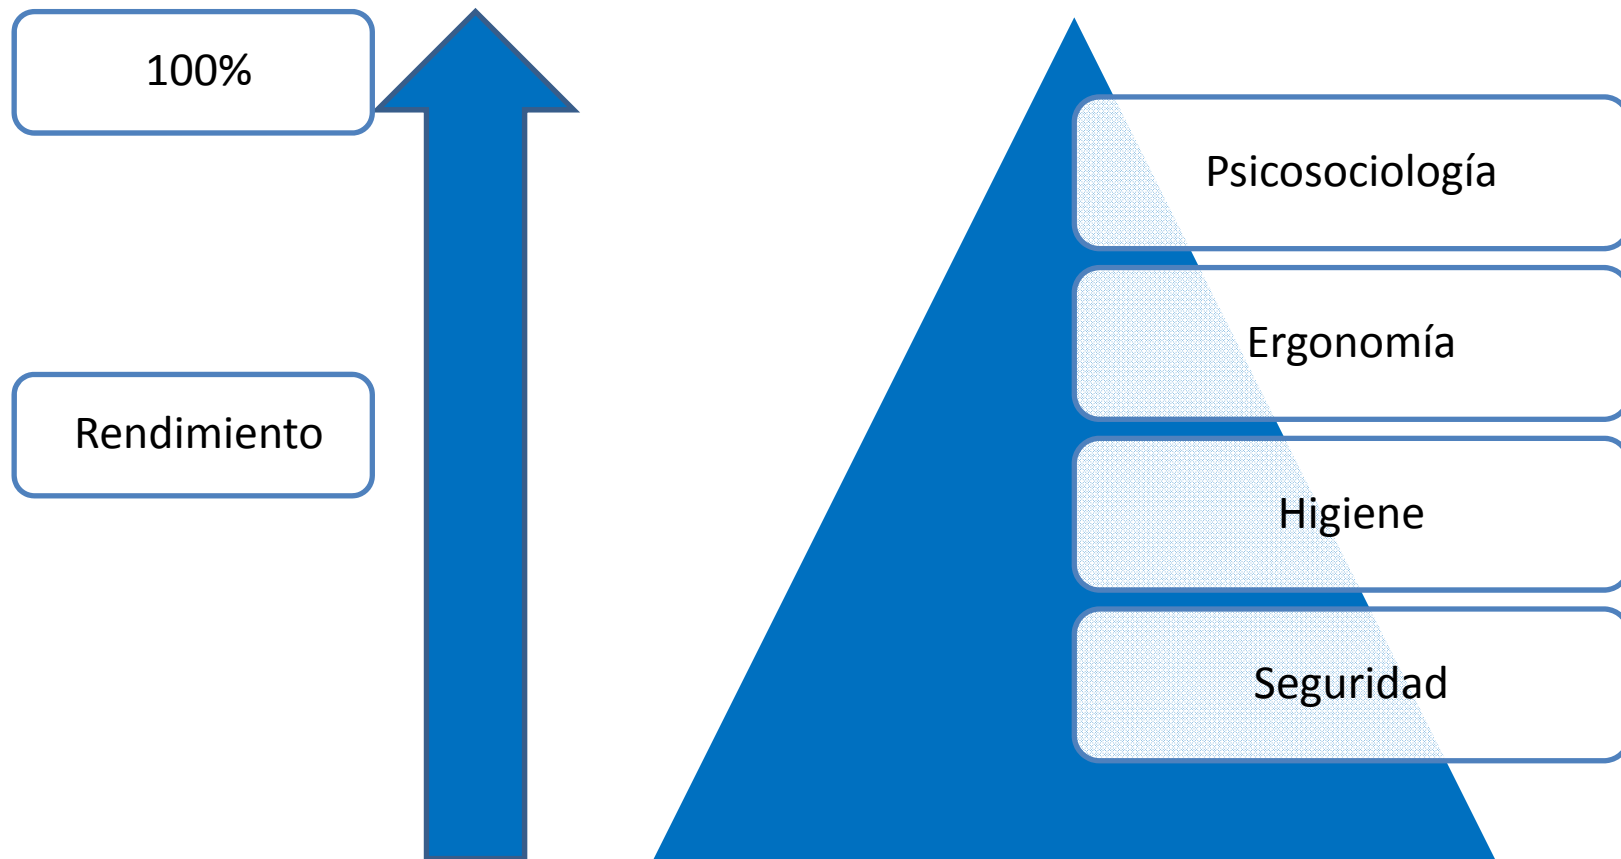 100%
Rendimiento
Psicosociología
Ergonomía
Higiene
Seguridad